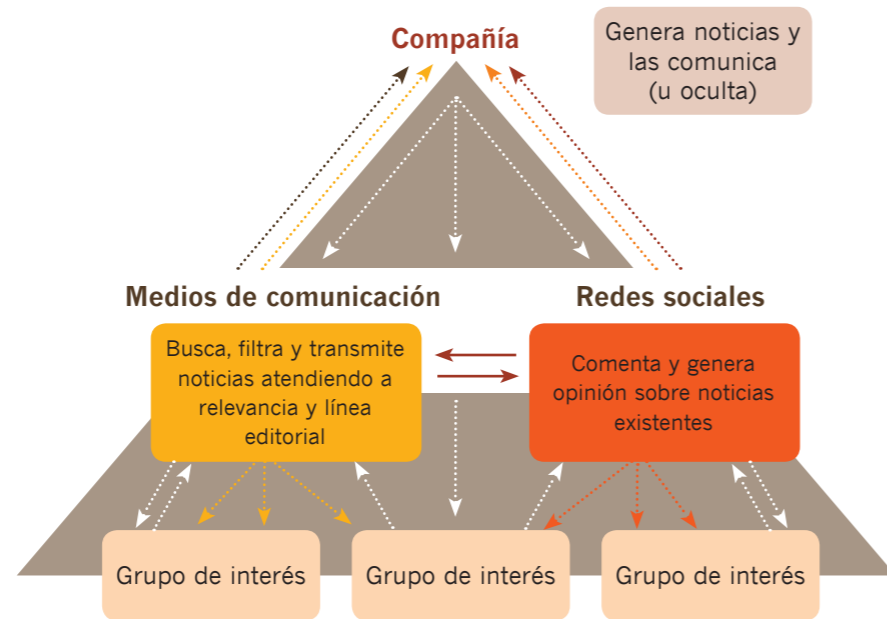 Compañía
Genera noticias y
las comunica
(u oculta)
Medios de comunicación
Redes sociales
Busca, filtra y transmite
noticias atendiendo a
relevancia y línea
editorial
Comenta y genera
opinión sobre noticias
existentes
Grupo de interés
Grupo de interés
Grupo de interés